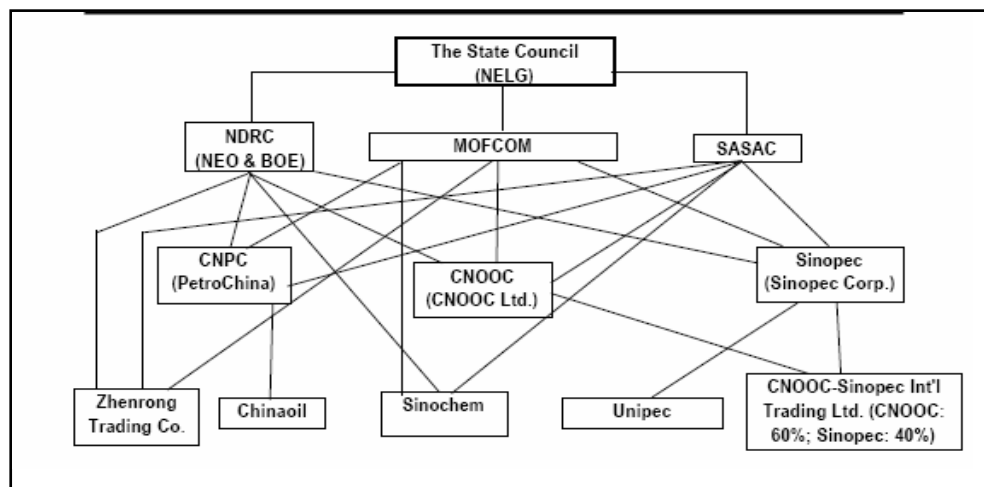 The State Council
(NELG)
NDRC
(NEO & BOE)
MOFCOM
SASAC
CNPC
(PetroChina)
CNOOC
(CNOOC Ltd.)
Sinopec
(Sinopec Corp.)
Zhenrong
Trading Co.
Chinaoil
Sinochem
Unipec
CNOOC-Sinopec Int'l
Trading Ltd. (CNOOC:
60%; Sinopec: 40%)